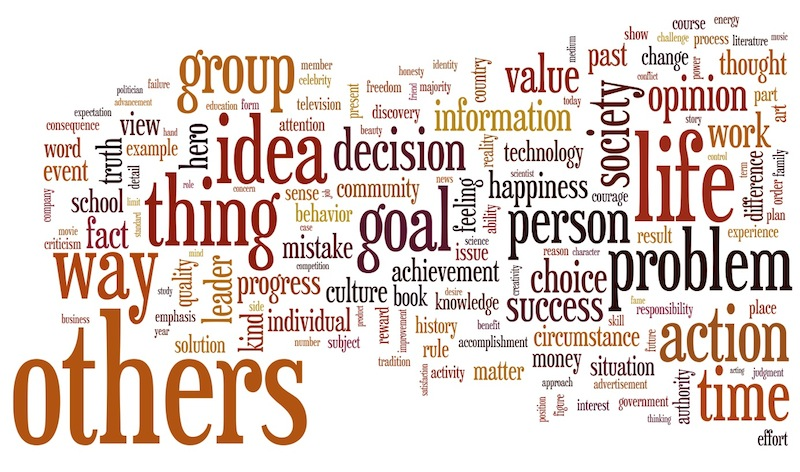 others
way
thing
idea
group
life
problem
time
action
goal
person
decision
society
value
success
choice
opinion
information
work
thought
past
change
happiness
technology
community
view
hero
truth
example
word
event
school
fact
leader
quality
progress
mistake
behavior
culture
book
achievement
individual
kind
solution
knowledge
history
rule
matter
money
situation
circumstance
authority
effort
difference
feeling
issue
ability
reality
country
discovery
attention
sense
freedom
television
member
celebrity
present
majority
honesty
identity
friend
beauty
education
form
failure
politician
advancement
expectation
consequence
hand
detail
role
limit
standard
company
movie
criticism
mind
study
emphasis
year
business
side
number
subject
product
reward
improvement
tradition
satisfaction
activity
accomplishment
benefit
desire
creativity
science
news
job
concern
case
competition
medium
today
scientist
courage
reason
character
result
experience
fame
responsibility
skill
future
place
acting
judgment
advertisement
approach
position
figure
interest
government
thinking
show
challenge
process
course
energy
literature
music
power
conflict
story
part
art
control
term
plan
order
family